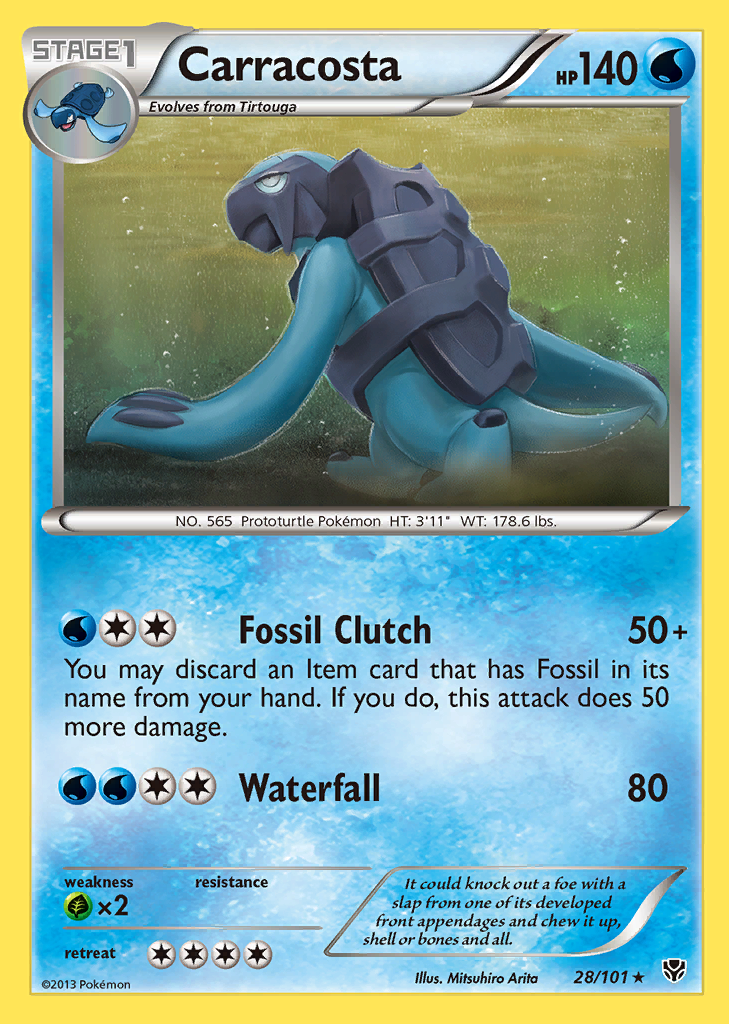 STAGE1
Carracosta
HP140
Evolves from Tirtouga
NO. 565 Prototurtle Pokémon HT: 3'11" WT: 178.6 lbs.
Fossil Clutch 50+
You may discard an Item card that has Fossil in its
name from your hand. If you do, this attack does 50
more damage.
Waterfall 80
weakness resistance
×2
retreat
It could knock out a foe with a
slap from one of its developed
front appendages and chew it up,
shell or bones and all.
©2013 Pokémon
Illus. Mitsuhiro Arita 28/101 ★